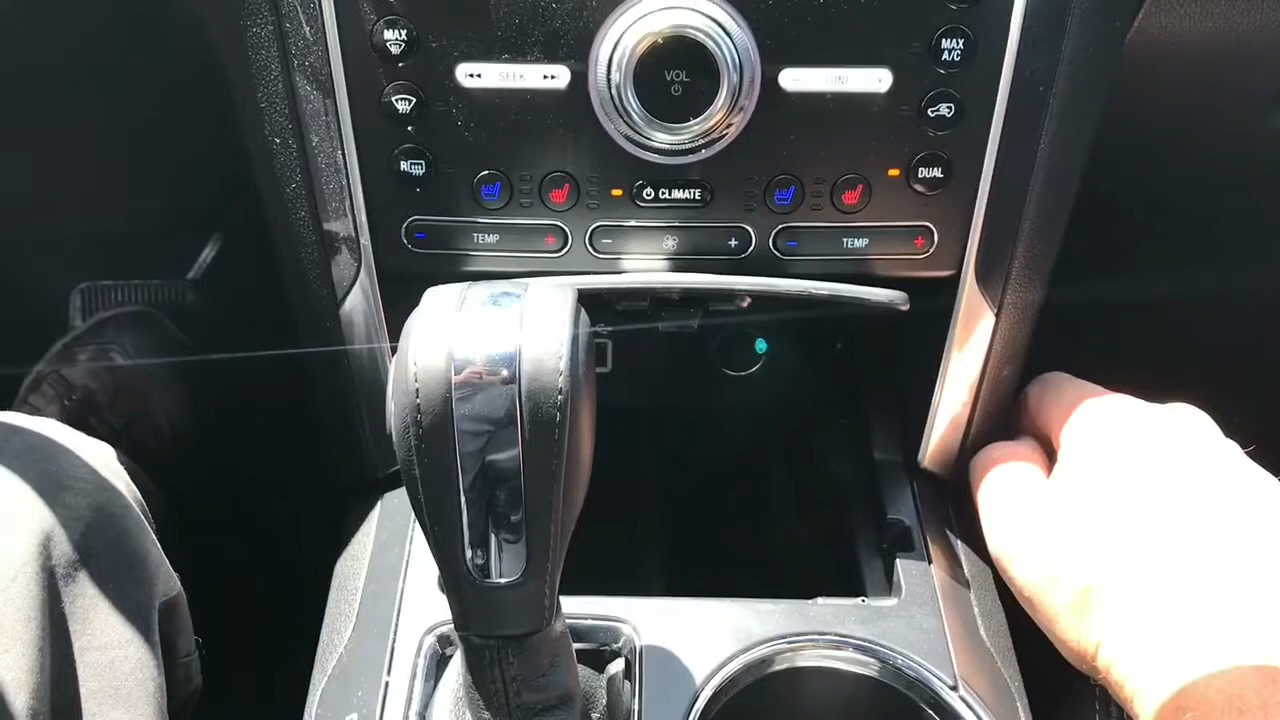 MAX
VOL
MAX
A/C
SEEK
R
A/C
CLIMATE
A/C
DUAL
- TEMP +
- +
- TEMP +